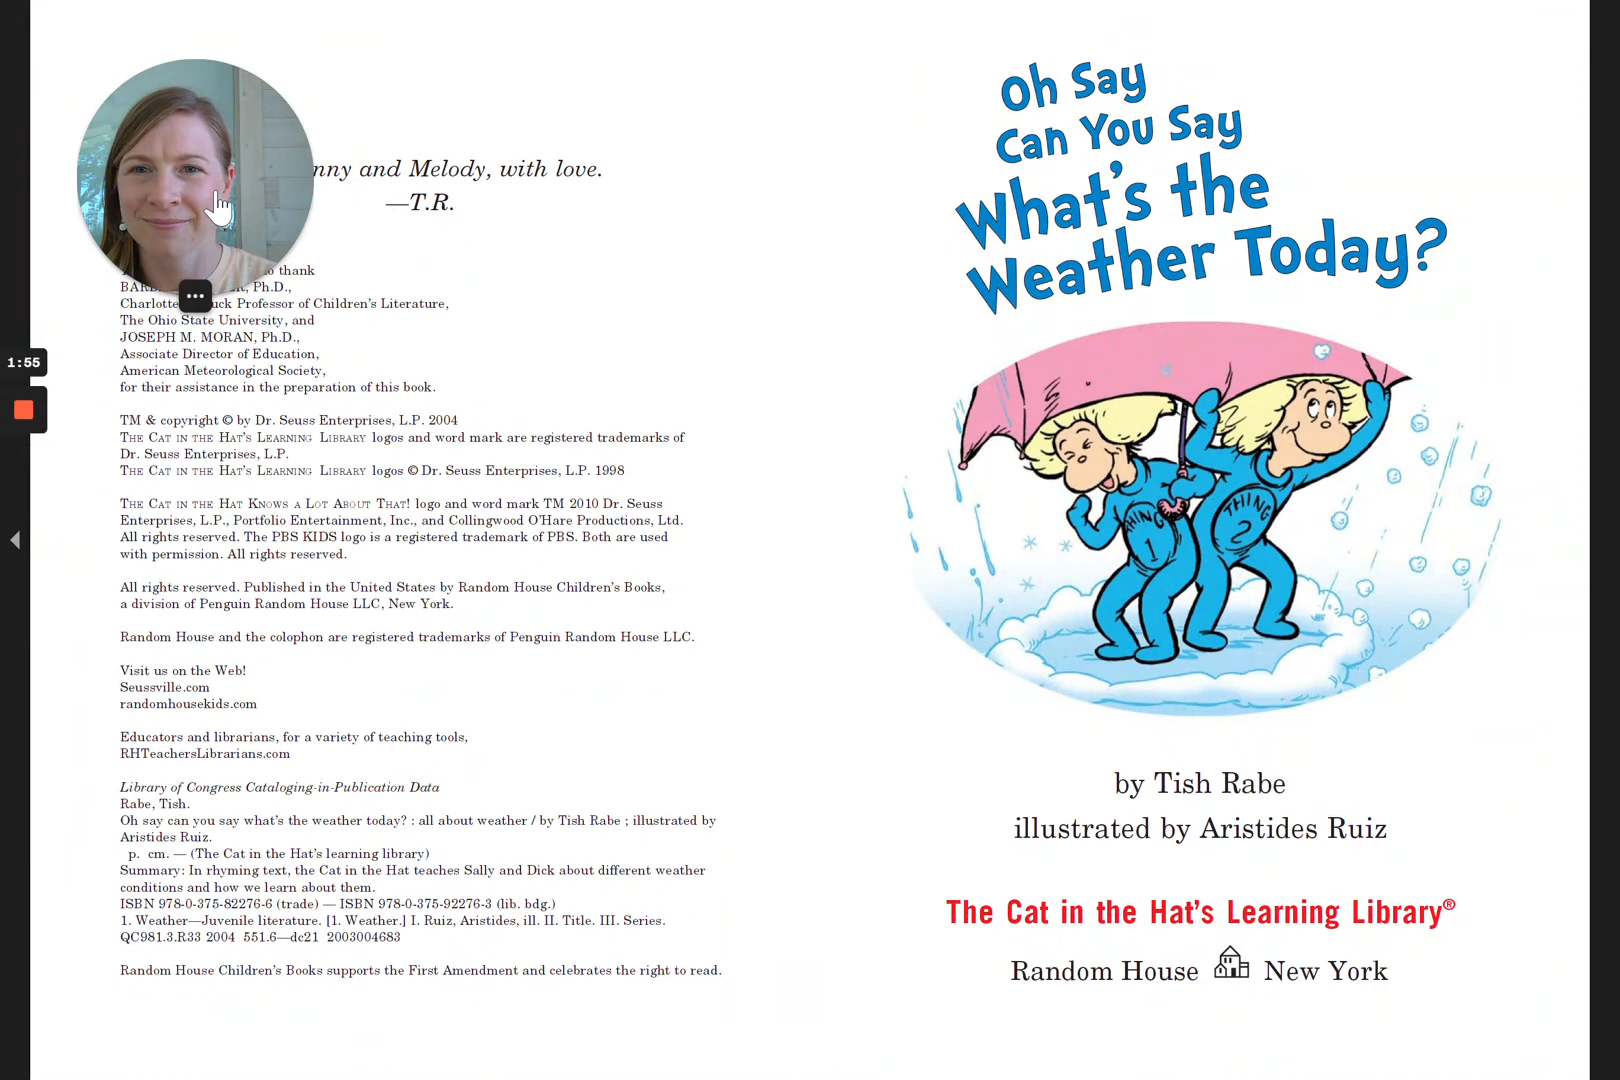 nny and Melody, with love.
—T.R.
to thank
Ph.D.,
Professor of Children's Literature,
The Ohio State University, and
JOSEPH M. MORAN, Ph.D.,
Associate Director of Education,
American Meteorological Society,
for their assistance in the preparation of this book.
TM & copyright © by Dr. Seuss Enterprises, L.P. 2004
THE CAT IN THE HAT'S LEARNING LIBRARY logos and word mark are registered trademarks of
Dr. Seuss Enterprises, L.P.
THE CAT IN THE HAT'S LEARNING LIBRARY logos © Dr. Seuss Enterprises, L.P. 1998
THE CAT IN THE HAT KNOWS A LOT ABOUT THAT! logo and word mark TM 2010 Dr. Seuss
Enterprises, L.P., Portfolio Entertainment, Inc., and Collingwood O'Hare Productions, Ltd.
All rights reserved. The PBS KIDS logo is a registered trademark of PBS. Both are used
with permission. All rights reserved.
All rights reserved. Published in the United States by Random House Children's Books,
a division of Penguin Random House LLC, New York.
Random House and the colophon are registered trademarks of Penguin Random House LLC.
Visit us on the Web!
Seussville.com
randomhousekids.com
Educators and librarians, for a variety of teaching tools,
RHTeachersLibrarians.com
Library of Congress Cataloging-in-Publication Data
Rabe, Tish.
Oh say can you say what's the weather today? : all about weather / by Tish Rabe ; illustrated by
Aristides Ruiz.
p. cm. — (The Cat in the Hat's learning library)
Summary: In rhyming text, the Cat in the Hat teaches Sally and Dick about different weather
conditions and how we learn about them.
ISBN 978-0-375-82276-6 (trade) — ISBN 978-0-375-92276-3 (lib. bdg.)
1. Weather—Juvenile literature. [1. Weather.] I. Ruiz, Aristides, ill. II. Title. III. Series.
QC981.3.R33 2004 551.6—dc21 2003004683
Random House Children's Books supports the First Amendment and celebrates the right to read.
1:55
Oh Say
Can You Say
What's the
Weather Today?
THING
1
THING
2
by Tish Rabe
illustrated by Aristides Ruiz
The Cat in the Hat's Learning Library®
Random House New York